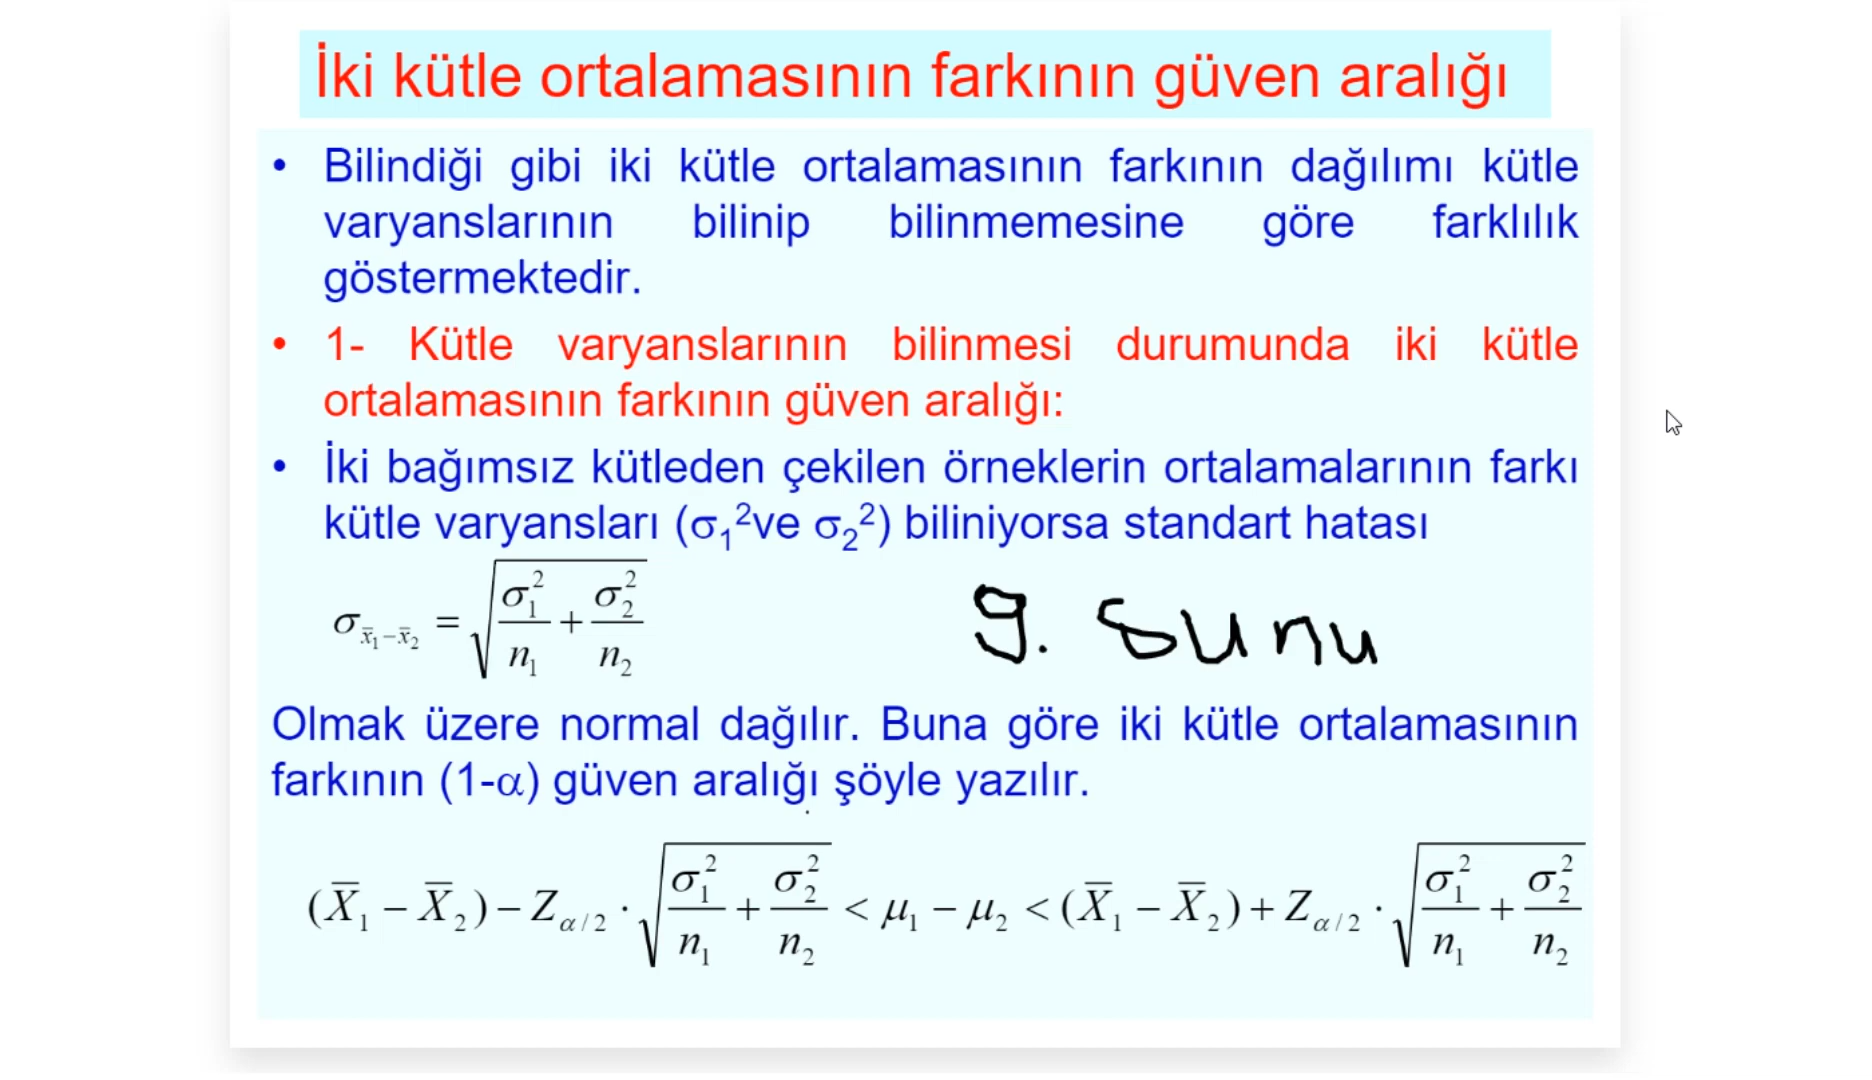 İki kütle ortalamasının farkının güven aralığı
• Bilindiği gibi iki kütle ortalamasının farkının dağılımı kütle
varyanslarının bilinip bilinmemesine göre farklılık
göstermektedir.
• 1- Kütle varyanslarının bilinmesi durumunda iki kütle
ortalamasının farkının güven aralığı:
• İki bağımsız kütleden çekilen örneklerin ortalamalarının farkı
kütle varyansları (σ₁²ve σ₂²) biliniyorsa standart hatası
σ_{x̄₁−x̄₂} = √(σ₁²/n₁ + σ₂²/n₂)
9. sunu
Olmak üzere normal dağılır. Buna göre iki kütle ortalamasının
farkının (1-α) güven aralığı şöyle yazılır.
(X̄₁ − X̄₂) − Z_{α/2} · √(σ₁²/n₁ + σ₂²/n₂) < μ₁ − μ₂ < (X̄₁ − X̄₂) + Z_{α/2} · √(σ₁²/n₁ + σ₂²/n₂)